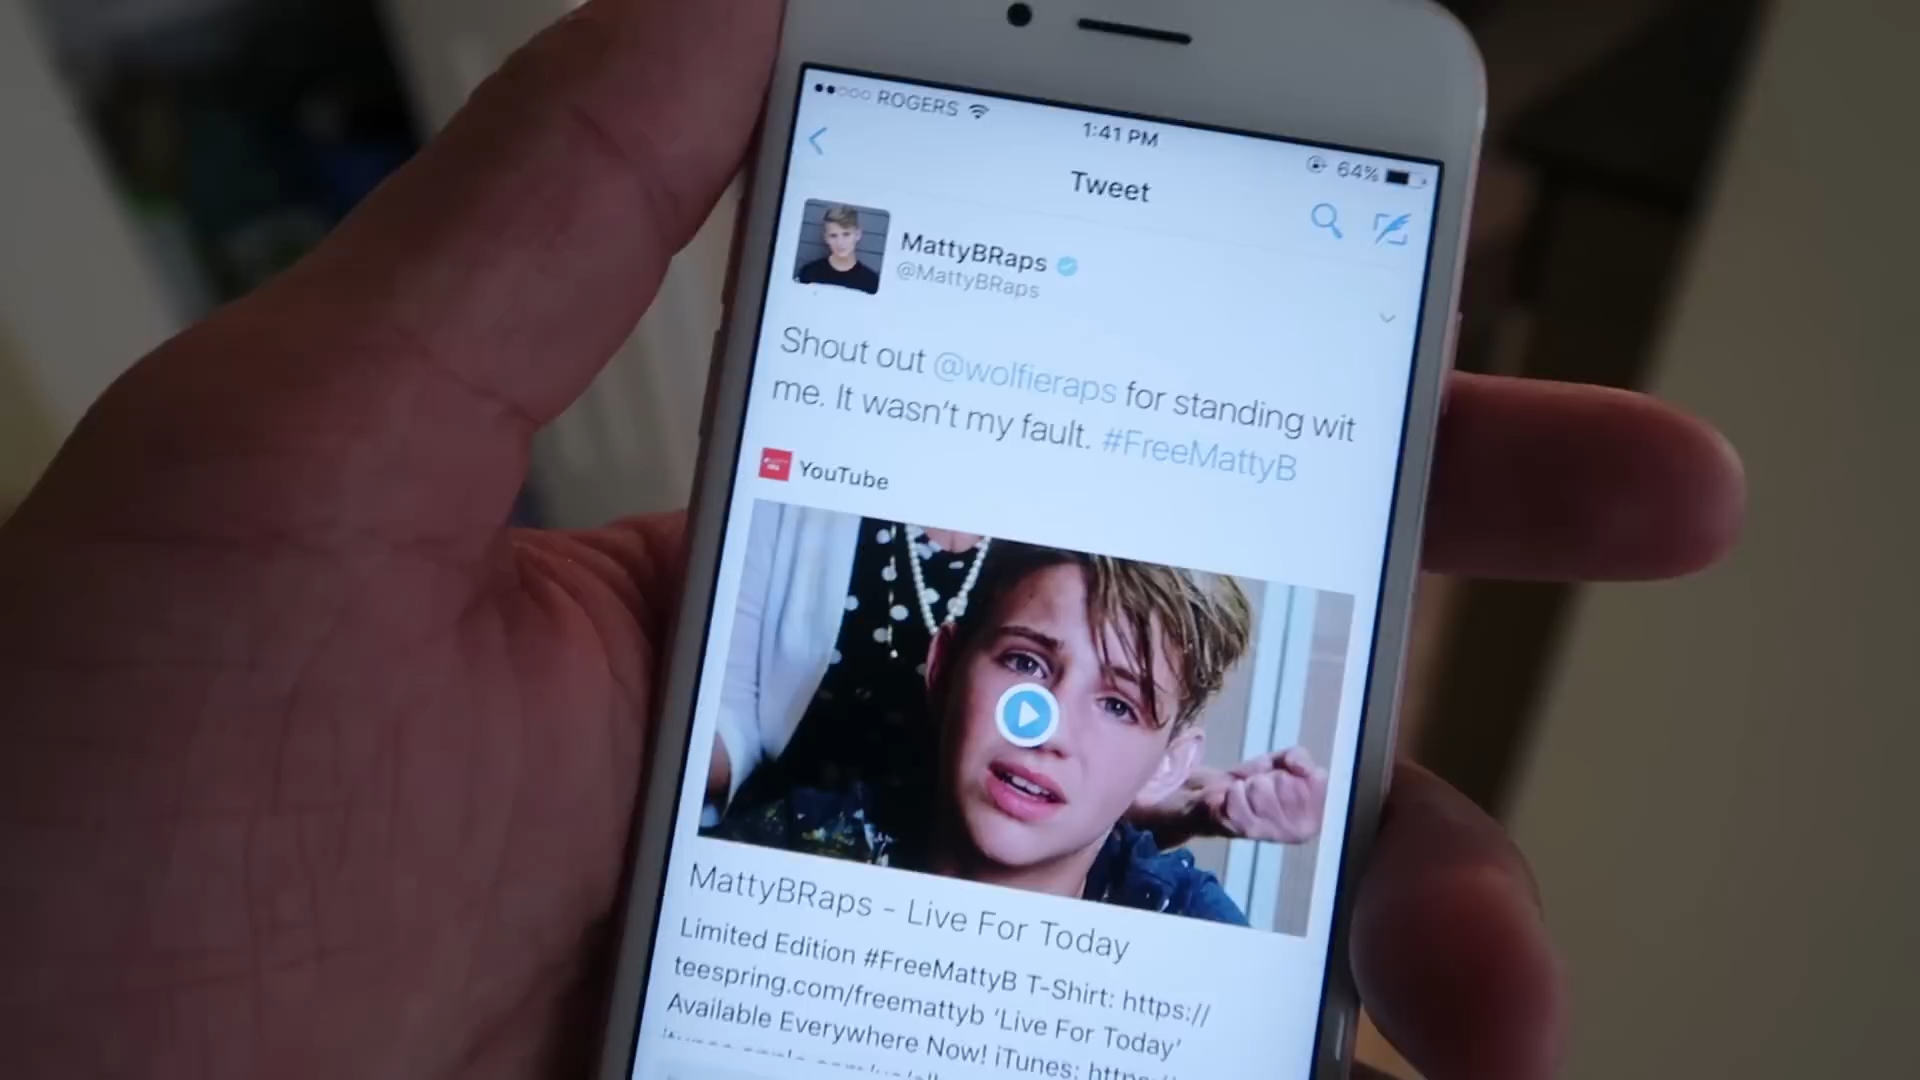 ROGERS
1:41 PM
64%
Tweet
MattyBRaps
@MattyBRaps
Shout out @wolfieraps for standing wit
me. It wasn't my fault. #FreeMattyB
YouTube
MattyBRaps - Live For Today
Limited Edition #FreeMattyB T-Shirt: https://
teespring.com/freemattyb 'Live For Today'
Available Everywhere Now! iTunes: https: